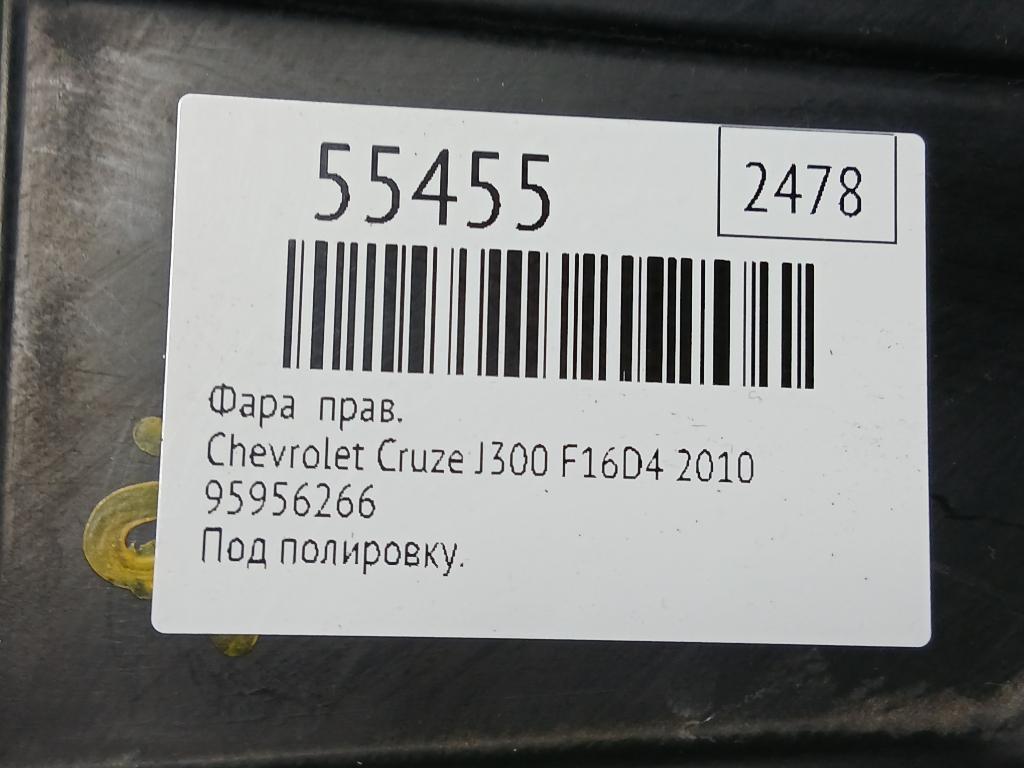 55455
2478
Фара прав.
Chevrolet Cruze J300 F16D4 2010
95956266
Под полировку.